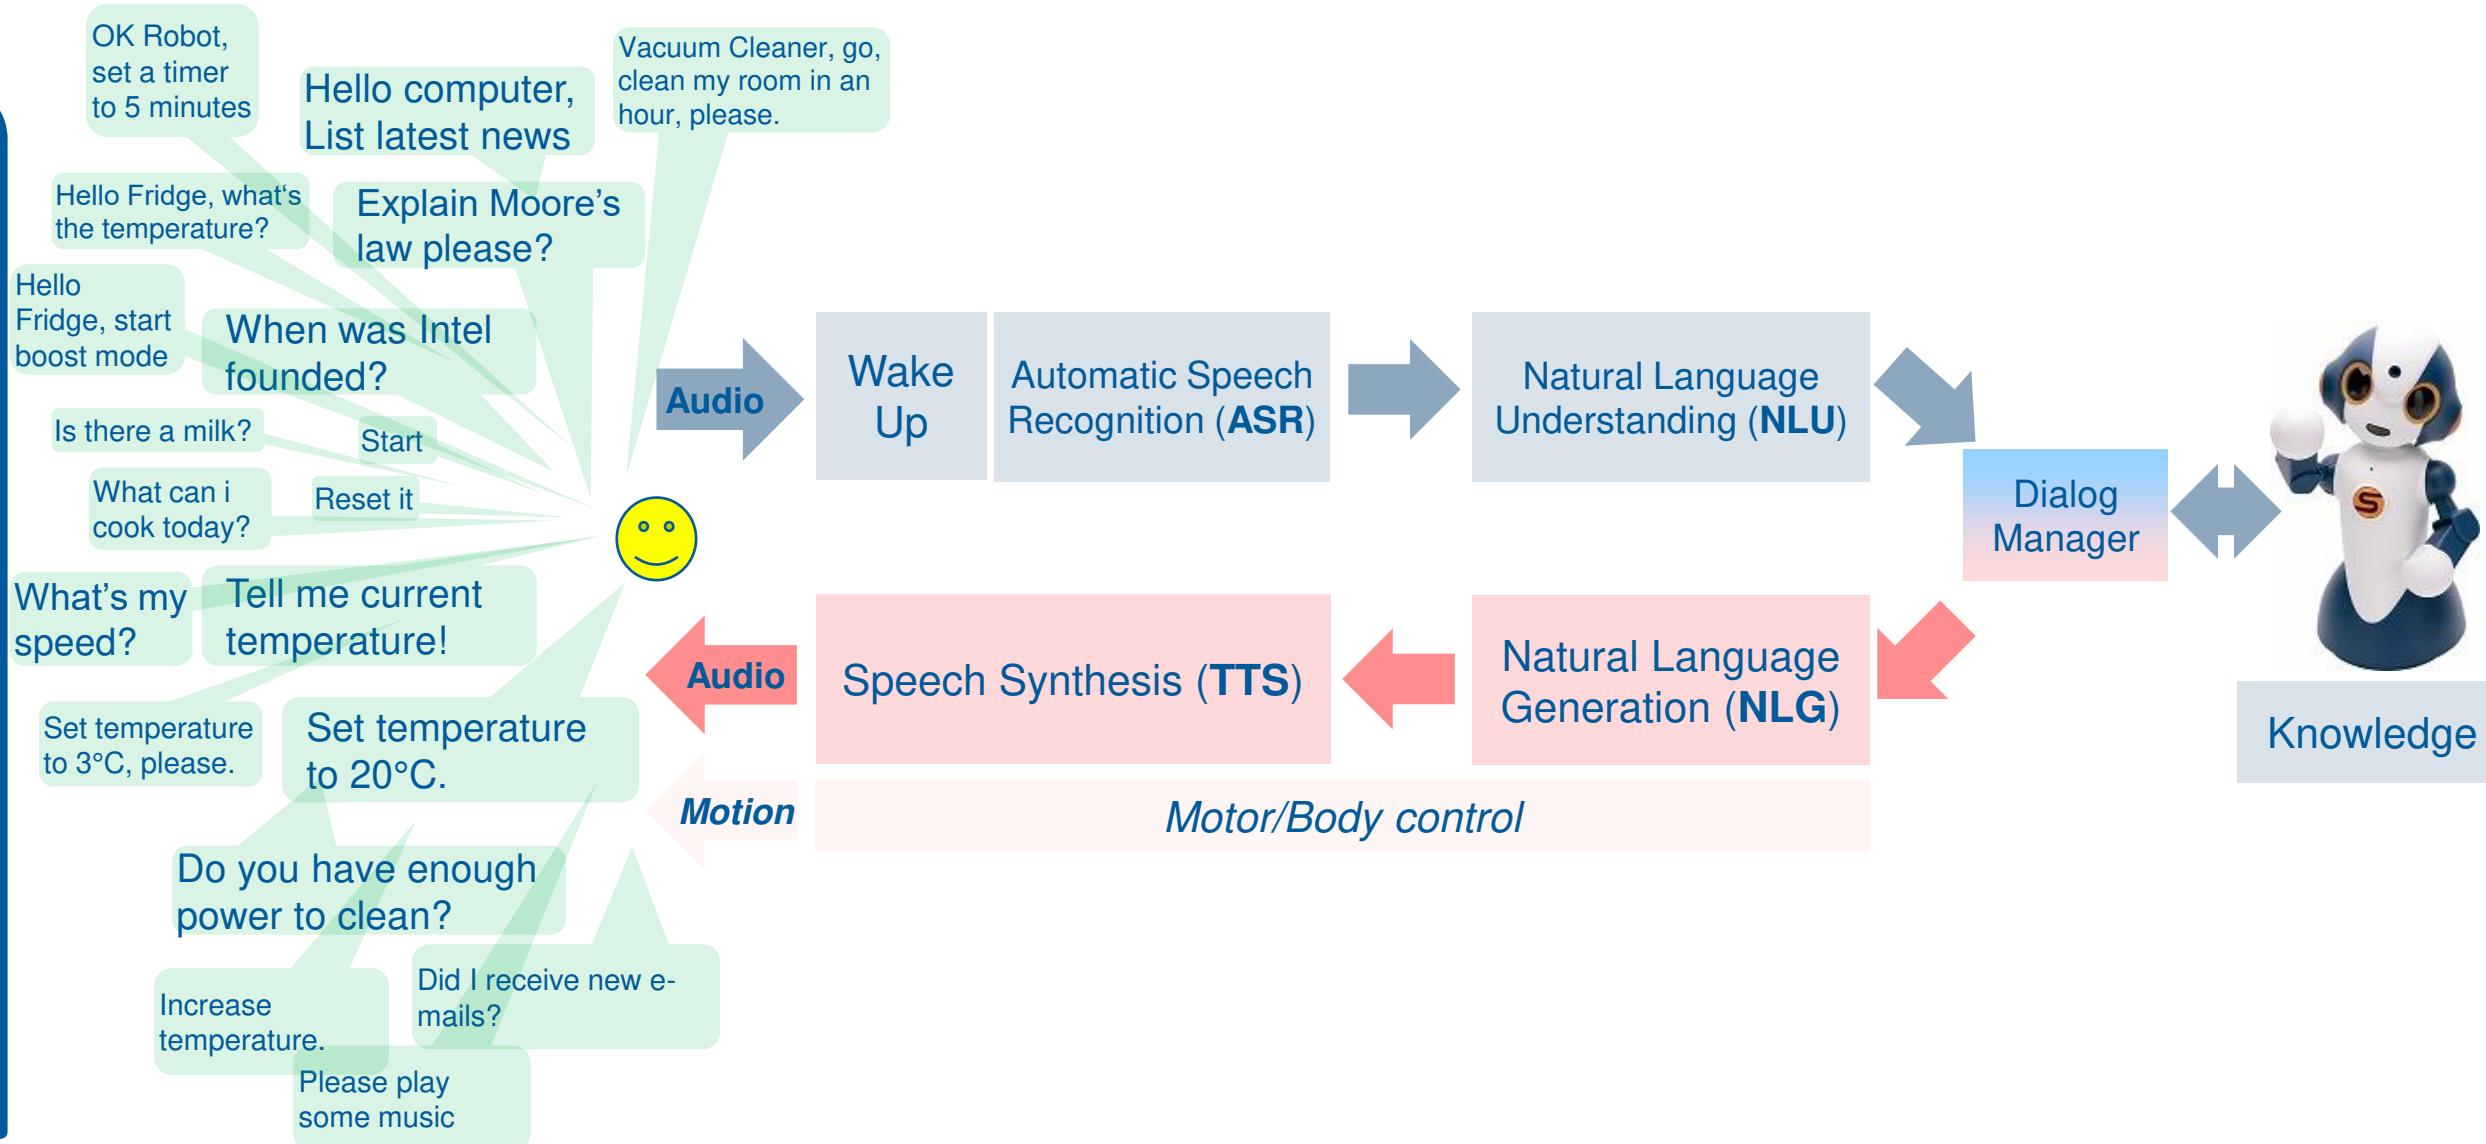 OK Robot,
set a timer
to 5 minutes
Hello computer,
List latest news
Vacuum Cleaner, go,
clean my room in an
hour, please.
Hello Fridge, what‘s
the temperature?
Explain Moore’s
law please?
Hello
Fridge, start
boost mode
When was Intel
founded?
Is there a milk?
Start
What can i
cook today?
Reset it
What’s my
speed?
Tell me current
temperature!
Set temperature
to 3°C, please.
Set temperature
to 20°C.
Do you have enough
power to clean?
Increase
temperature.
Did I receive new e-
mails?
Please play
some music
Audio
Wake
Up
Automatic Speech
Recognition (ASR)
Natural Language
Understanding (NLU)
Dialog
Manager
S
Knowledge
Natural Language
Generation (NLG)
Speech Synthesis (TTS)
Audio
Motion
Motor/Body control